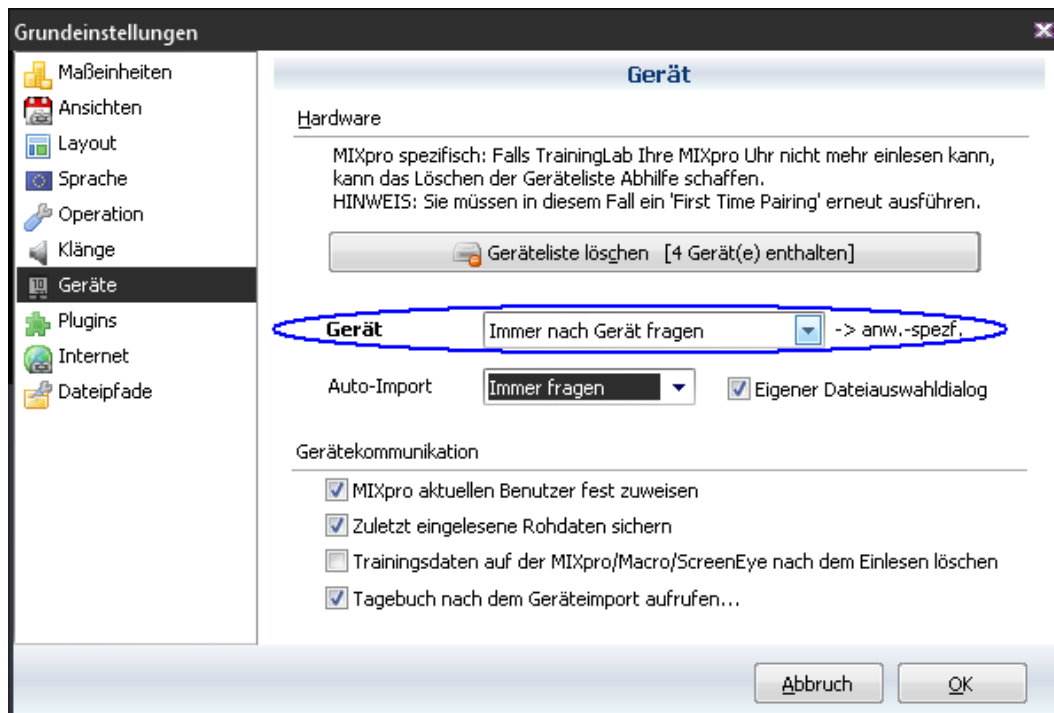 Grundeinstellungen
Maßeinheiten
Ansichten
Layout
Sprache
Operation
Klänge
Geräte
Plugins
Internet
Dateipfade
Gerät
Hardware
MIXpro spezifisch: Falls TrainingLab Ihre MIXpro Uhr nicht mehr einlesen kann,
kann das Löschen der Geräteliste Abhilfe schaffen.
HINWEIS: Sie müssen in diesem Fall ein 'First Time Pairing' erneut ausführen.
Geräteliste löschen [4 Gerät(e) enthalten]
Gerät Immer nach Gerät fragen -> anw.-spezf.
Auto-Import Immer fragen Eigener Dateiauswahldialog
Gerätekommunikation
MIXpro aktuellen Benutzer fest zuweisen
Zuletzt eingelesene Rohdaten sichern
Trainingsdaten auf der MIXpro/Macro/ScreenEye nach dem Einlesen löschen
Tagebuch nach dem Geräteimport aufrufen...
Abbruch OK